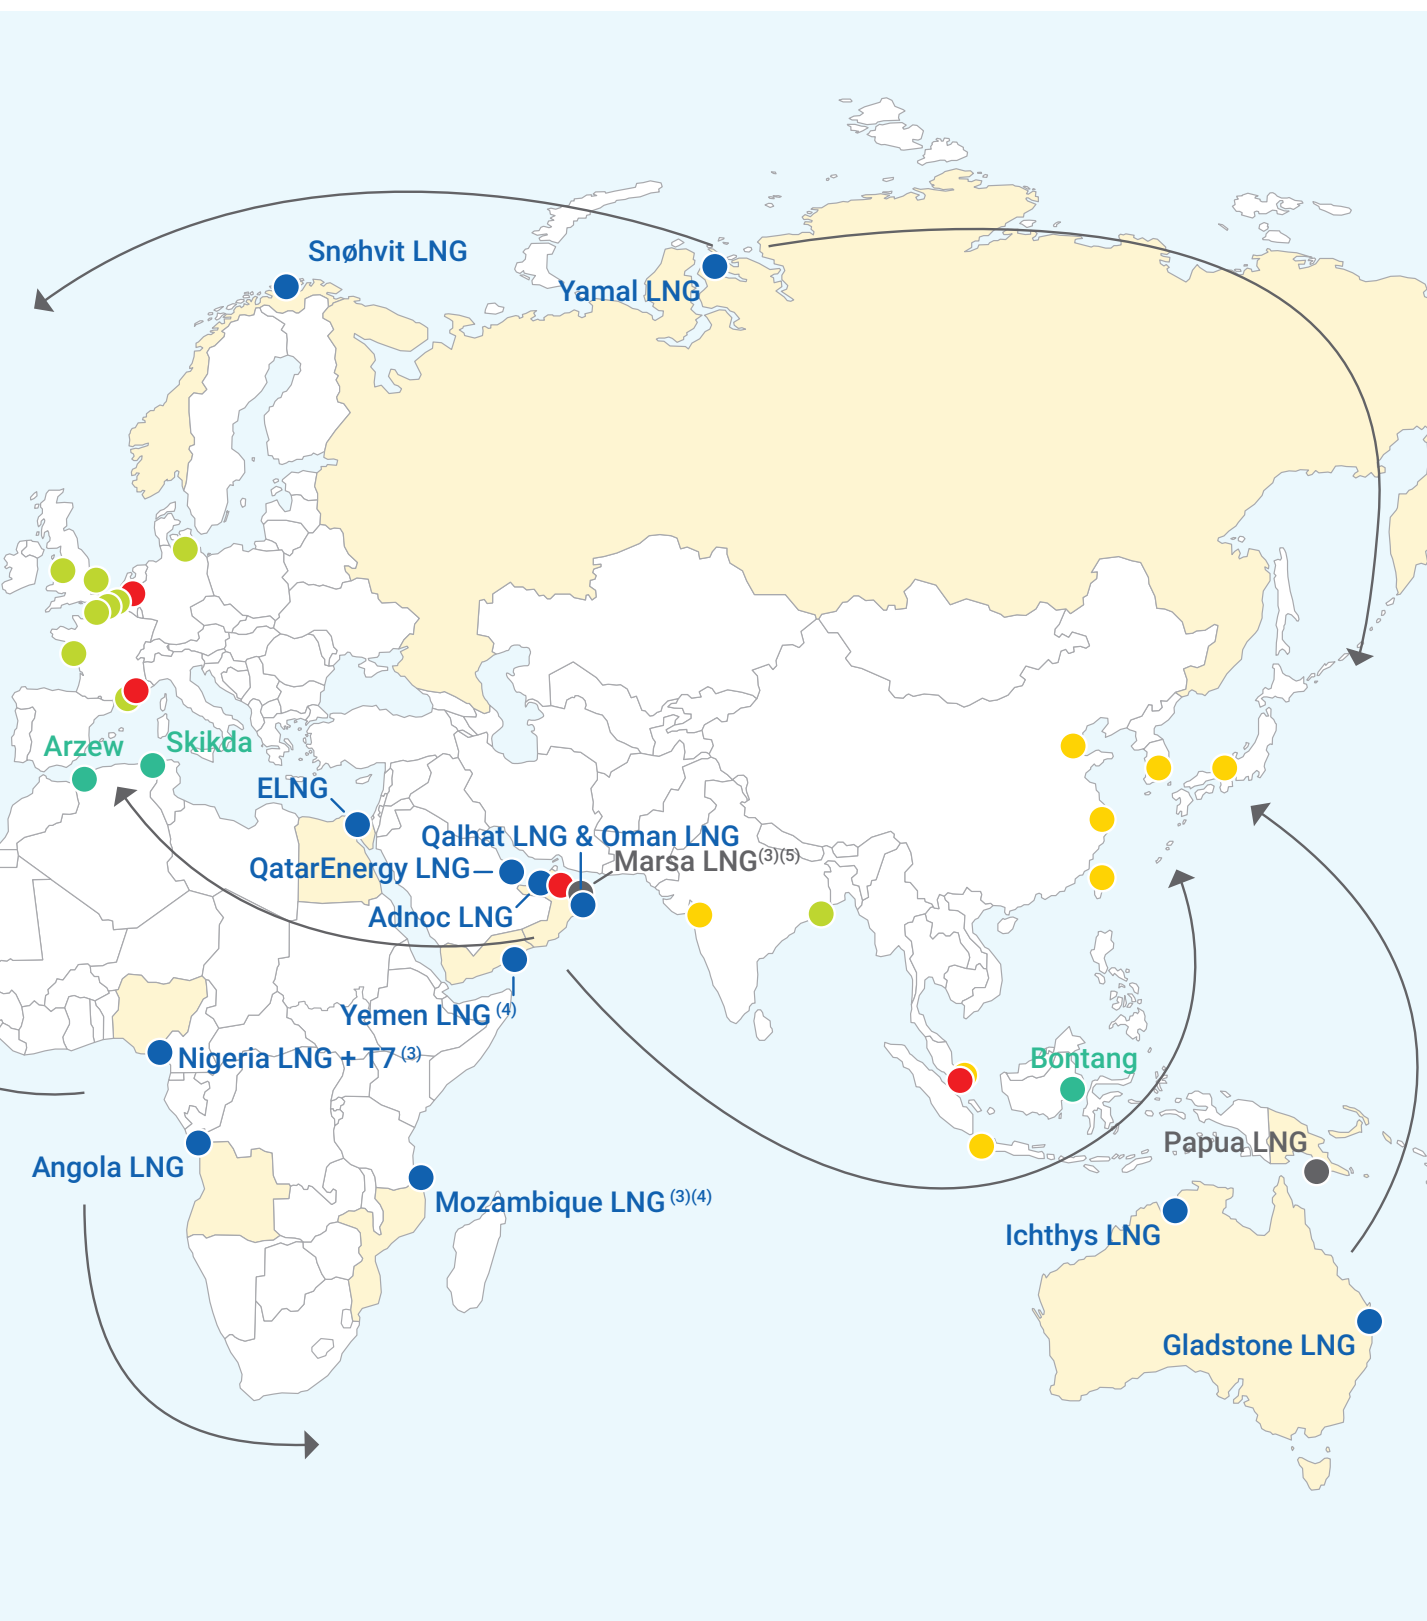 Snøhvit LNG
Yamal LNG
Arzew
Skikda
ELNG
Qalhat LNG & Oman LNG
Marsa LNG(3)(5)
QatarEnergy LNG
Adnoc LNG
Yemen LNG (4)
Nigeria LNG + T7 (3)
Bontang
Papua LNG
Angola LNG
Mozambique LNG (3)(4)
Ichthys LNG
Gladstone LNG